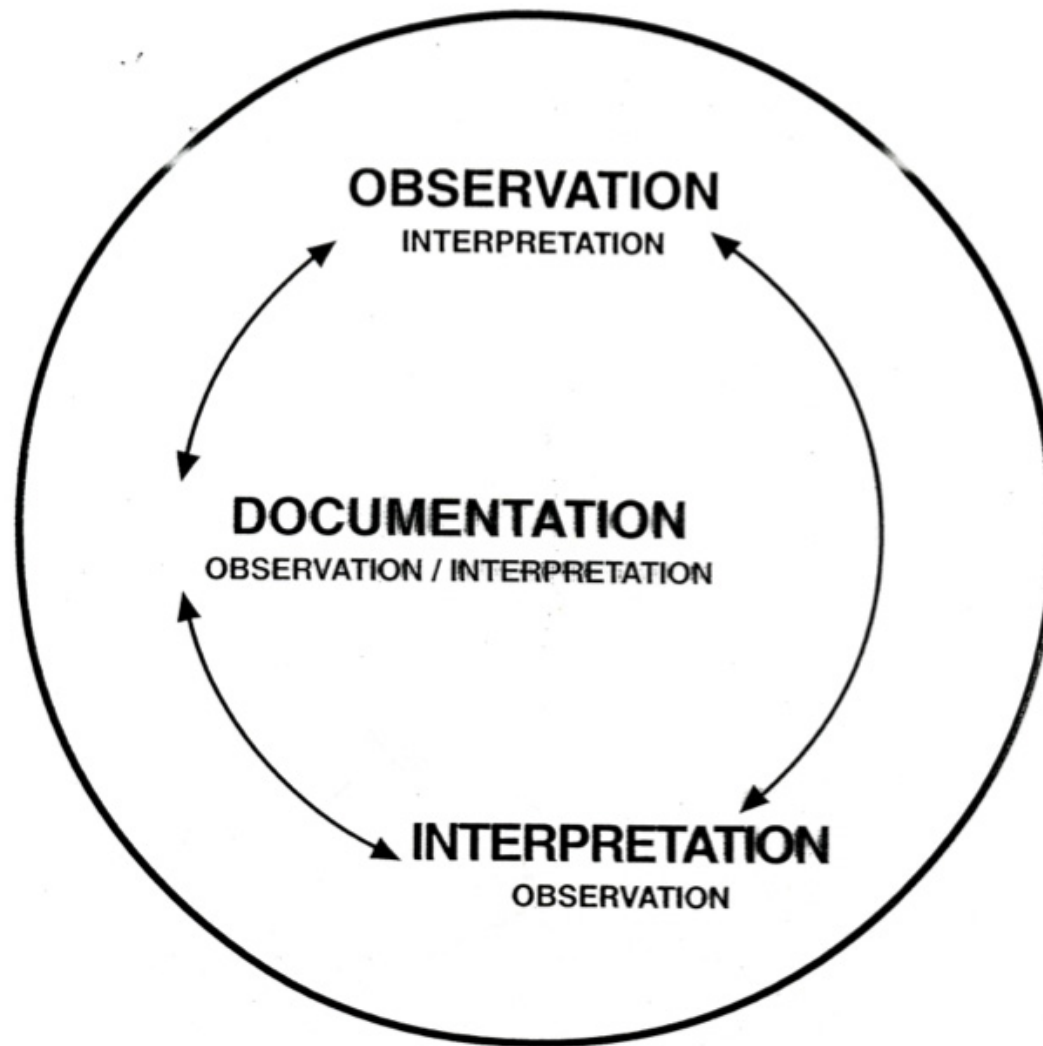 OBSERVATION
INTERPRETATION
DOCUMENTATION
OBSERVATION / INTERPRETATION
INTERPRETATION
OBSERVATION